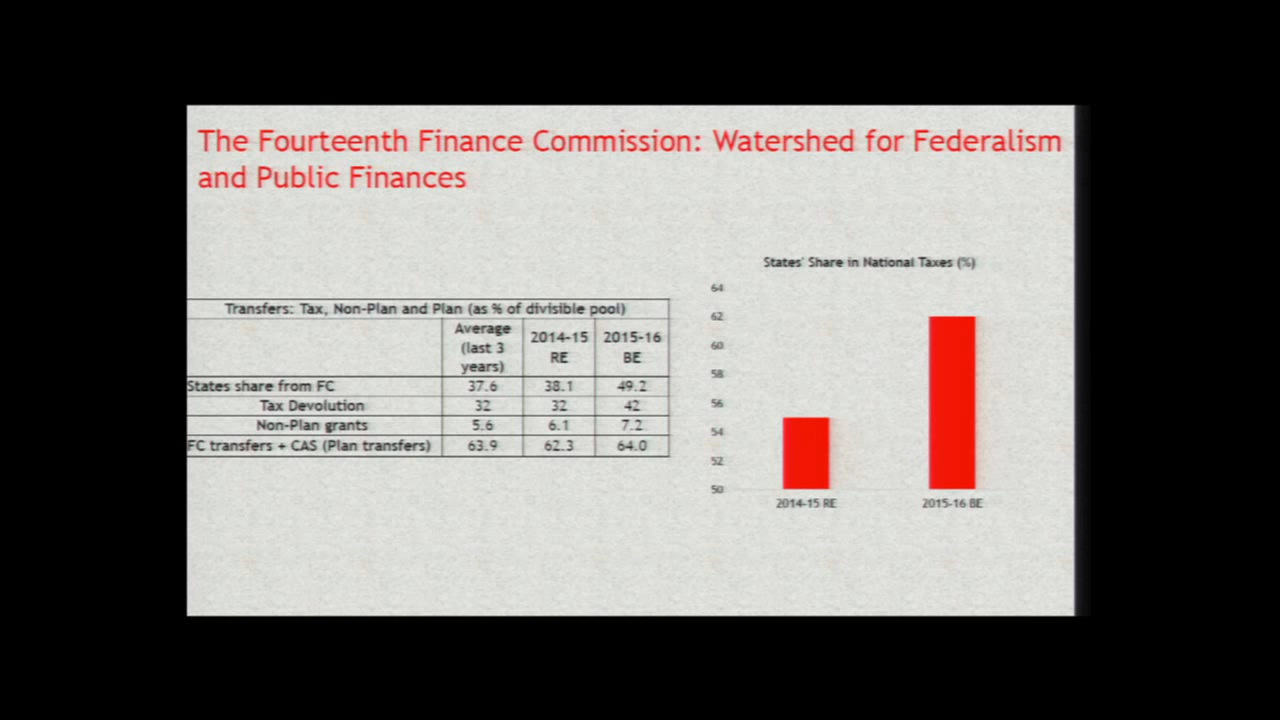 The Fourteenth Finance Commission: Watershed for Federalism
and Public Finances
Transfers: Tax, Non-Plan and Plan (as % of divisible pool)
Average (last 3 years) 2014-15 RE 2015-16 BE
States share from FC 37.6 38.1 49.2
Tax Devolution 32 32 42
Non-Plan grants 5.6 6.1 7.2
FC transfers + CAS (Plan transfers) 63.9 62.3 64.0
States' Share in National Taxes (%)
64
62
60
58
56
54
52
50
2014-15 RE 2015-16 BE